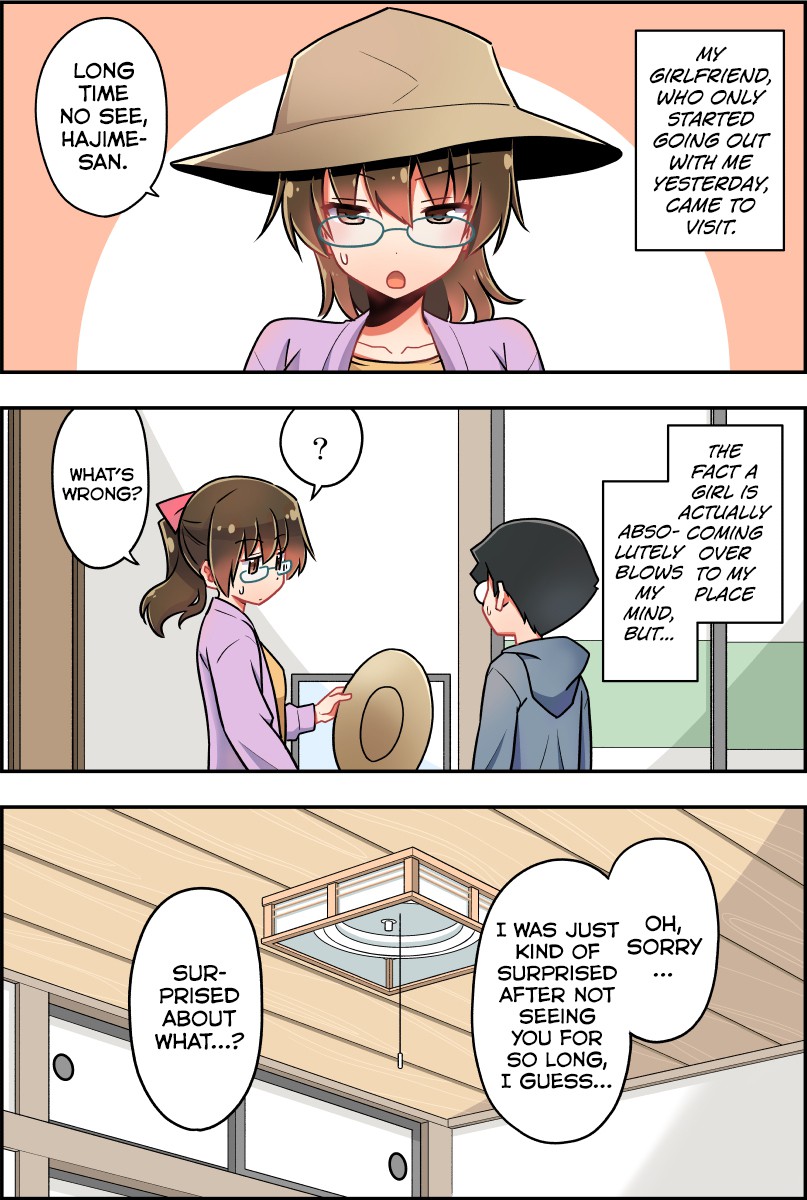 MY
GIRLFRIEND,
WHO ONLY
STARTED
GOING OUT
WITH ME
YESTERDAY,
CAME TO
VISIT.
LONG
TIME
NO SEE,
HAJIME-
SAN.
THE
FACT A
GIRL IS
ACTUALLY
COMING
OVER
TO MY
PLACE
ABSO-
LUTELY
BLOWS
MY
MIND,
BUT...
?
WHAT'S
WRONG?
OH,
SORRY
...
I WAS JUST
KIND OF
SURPRISED
AFTER NOT
SEEING
YOU FOR
SO LONG,
I GUESS...
SUR-
PRISED
ABOUT
WHAT...?